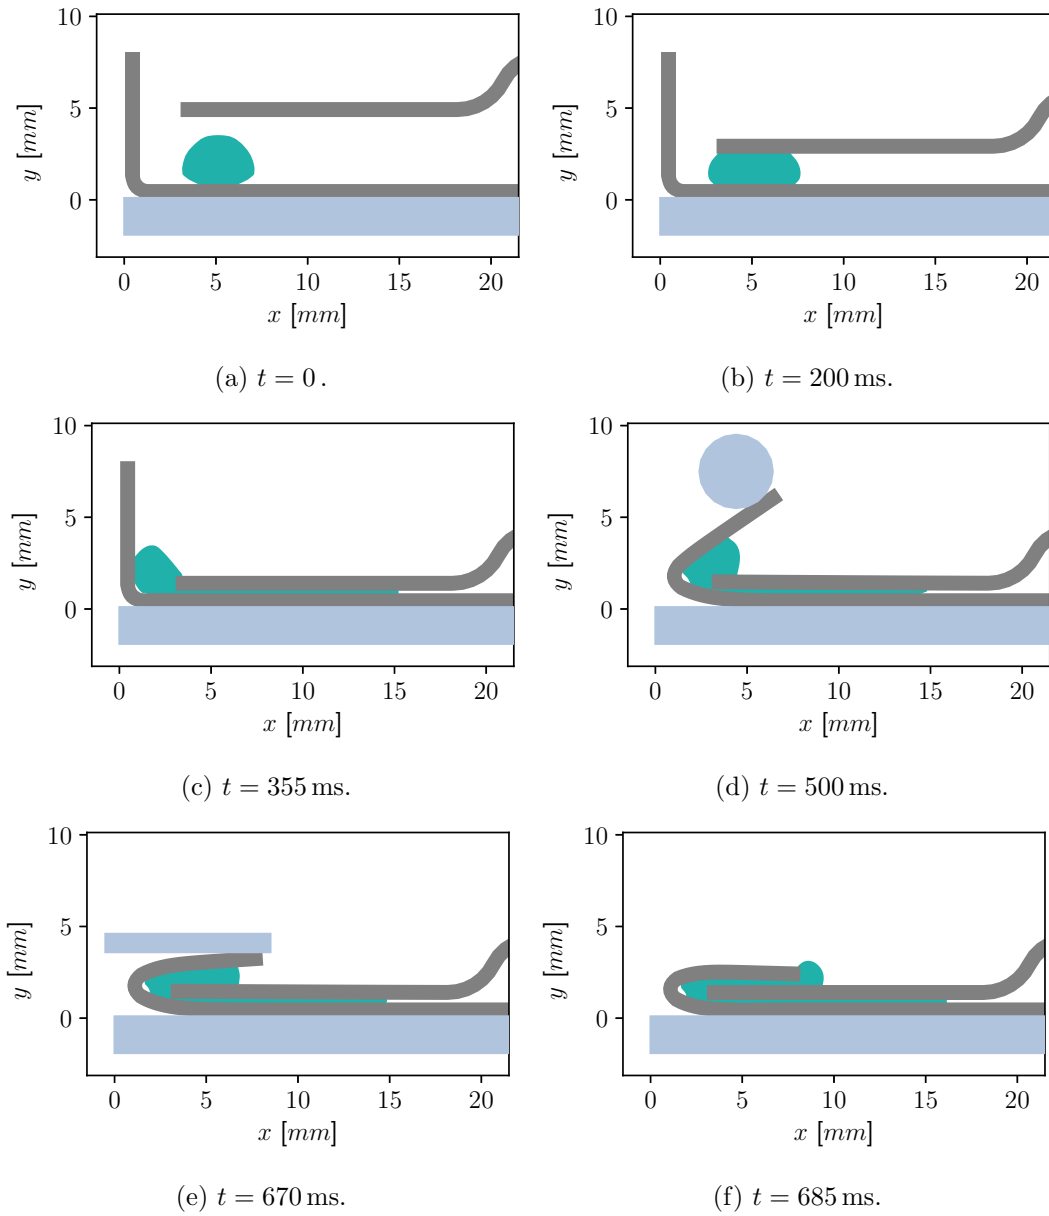 10
5
0
y [mm]
0 5 10 15 20
x [mm]
(a) t = 0 .
10
5
0
y [mm]
0 5 10 15 20
x [mm]
(b) t = 200 ms.
10
5
0
y [mm]
0 5 10 15 20
x [mm]
(c) t = 355 ms.
10
5
0
y [mm]
0 5 10 15 20
x [mm]
(d) t = 500 ms.
10
5
0
y [mm]
0 5 10 15 20
x [mm]
(e) t = 670 ms.
10
5
0
y [mm]
0 5 10 15 20
x [mm]
(f) t = 685 ms.